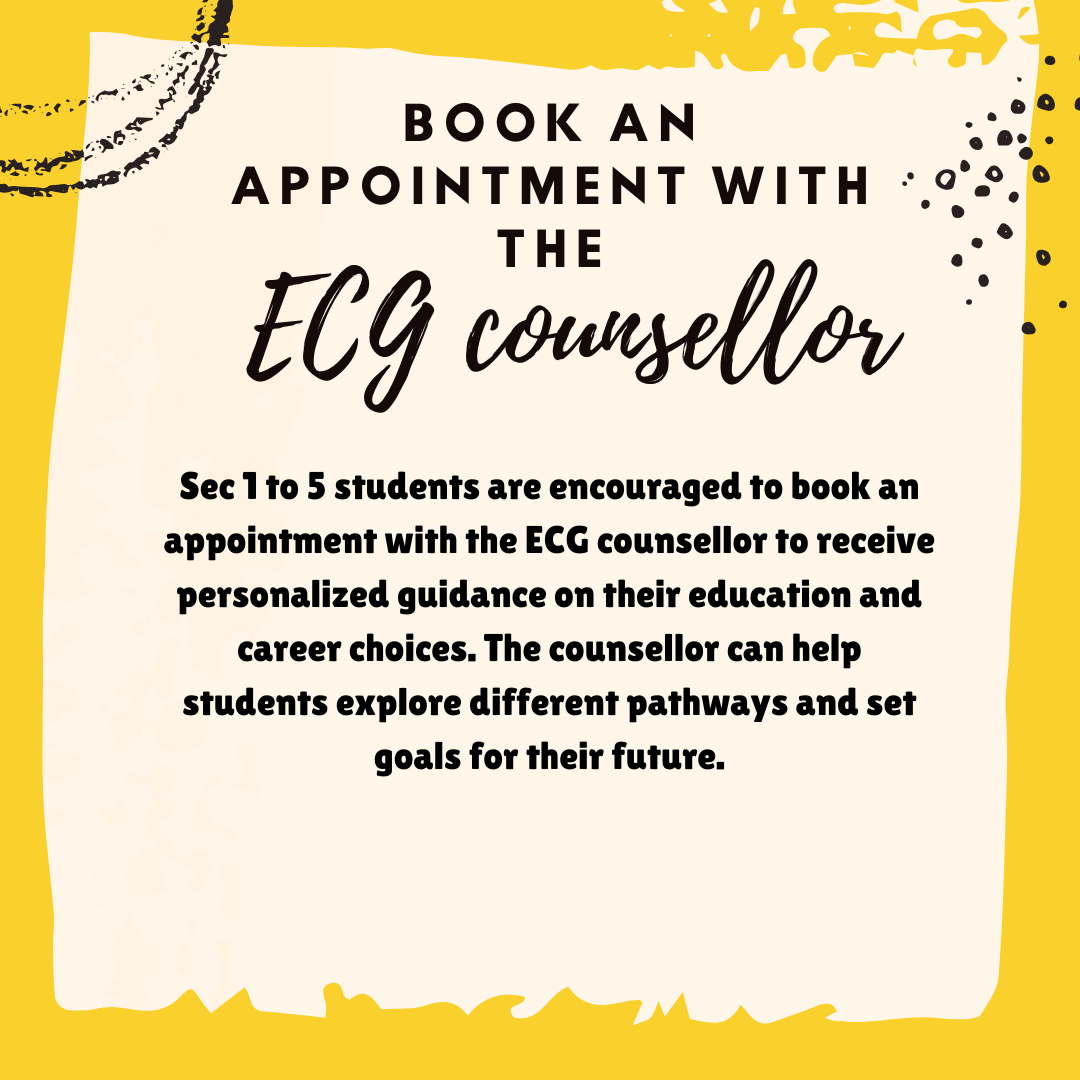 BOOK AN
APPOINTMENT WITH
THE
ECG counsellor
Sec 1 to 5 students are encouraged to book an
appointment with the ECG counsellor to receive
personalized guidance on their education and
career choices. The counsellor can help
students explore different pathways and set
goals for their future.